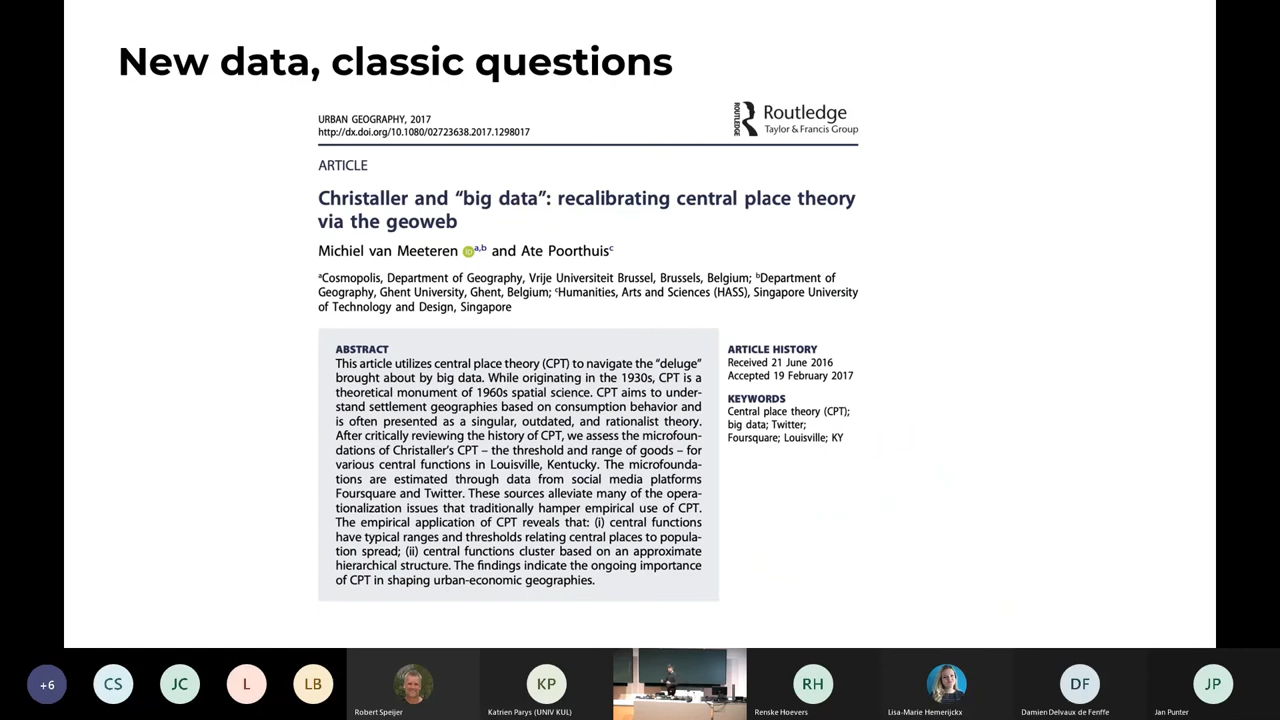 New data, classic questions
URBAN GEOGRAPHY, 2017
http://dx.doi.org/10.1080/02723638.2017.1298017
ROUTLEDGE
Routledge
Taylor & Francis Group
ARTICLE
Christaller and “big data”: recalibrating central place theory
via the geoweb
Michiel van Meeteren iD a,b and Ate Poorthuis c
aCosmopolis, Department of Geography, Vrije Universiteit Brussel, Brussels, Belgium; bDepartment of
Geography, Ghent University, Ghent, Belgium; cHumanities, Arts and Sciences (HASS), Singapore University
of Technology and Design, Singapore
ABSTRACT
This article utilizes central place theory (CPT) to navigate the “deluge”
brought about by big data. While originating in the 1930s, CPT is a
theoretical monument of 1960s spatial science. CPT aims to under-
stand settlement geographies based on consumption behavior and
is often presented as a singular, outdated, and rationalist theory.
After critically reviewing the history of CPT, we assess the microfoun-
dations of Christaller’s CPT – the threshold and range of goods – for
various central functions in Louisville, Kentucky. The microfounda-
tions are estimated through data from social media platforms
Foursquare and Twitter. These sources alleviate many of the opera-
tionalization issues that traditionally hamper empirical use of CPT.
The empirical application of CPT reveals that: (i) central functions
have typical ranges and thresholds relating central places to popula-
tion spread; (ii) central functions cluster based on an approximate
hierarchical structure. The findings indicate the ongoing importance
of CPT in shaping urban-economic geographies.
ARTICLE HISTORY
Received 21 June 2016
Accepted 19 February 2017
KEYWORDS
Central place theory (CPT);
big data; Twitter;
Foursquare; Louisville; KY
+6
CS
JC
L
LB
Robert Speijer
KP
Katrien Parys (UNIV KUL)
RH
Renske Hoevers
Lisa-Marie Hemerijckx
DF
Damien Delvaux de Fenffe
JP
Jan Punter